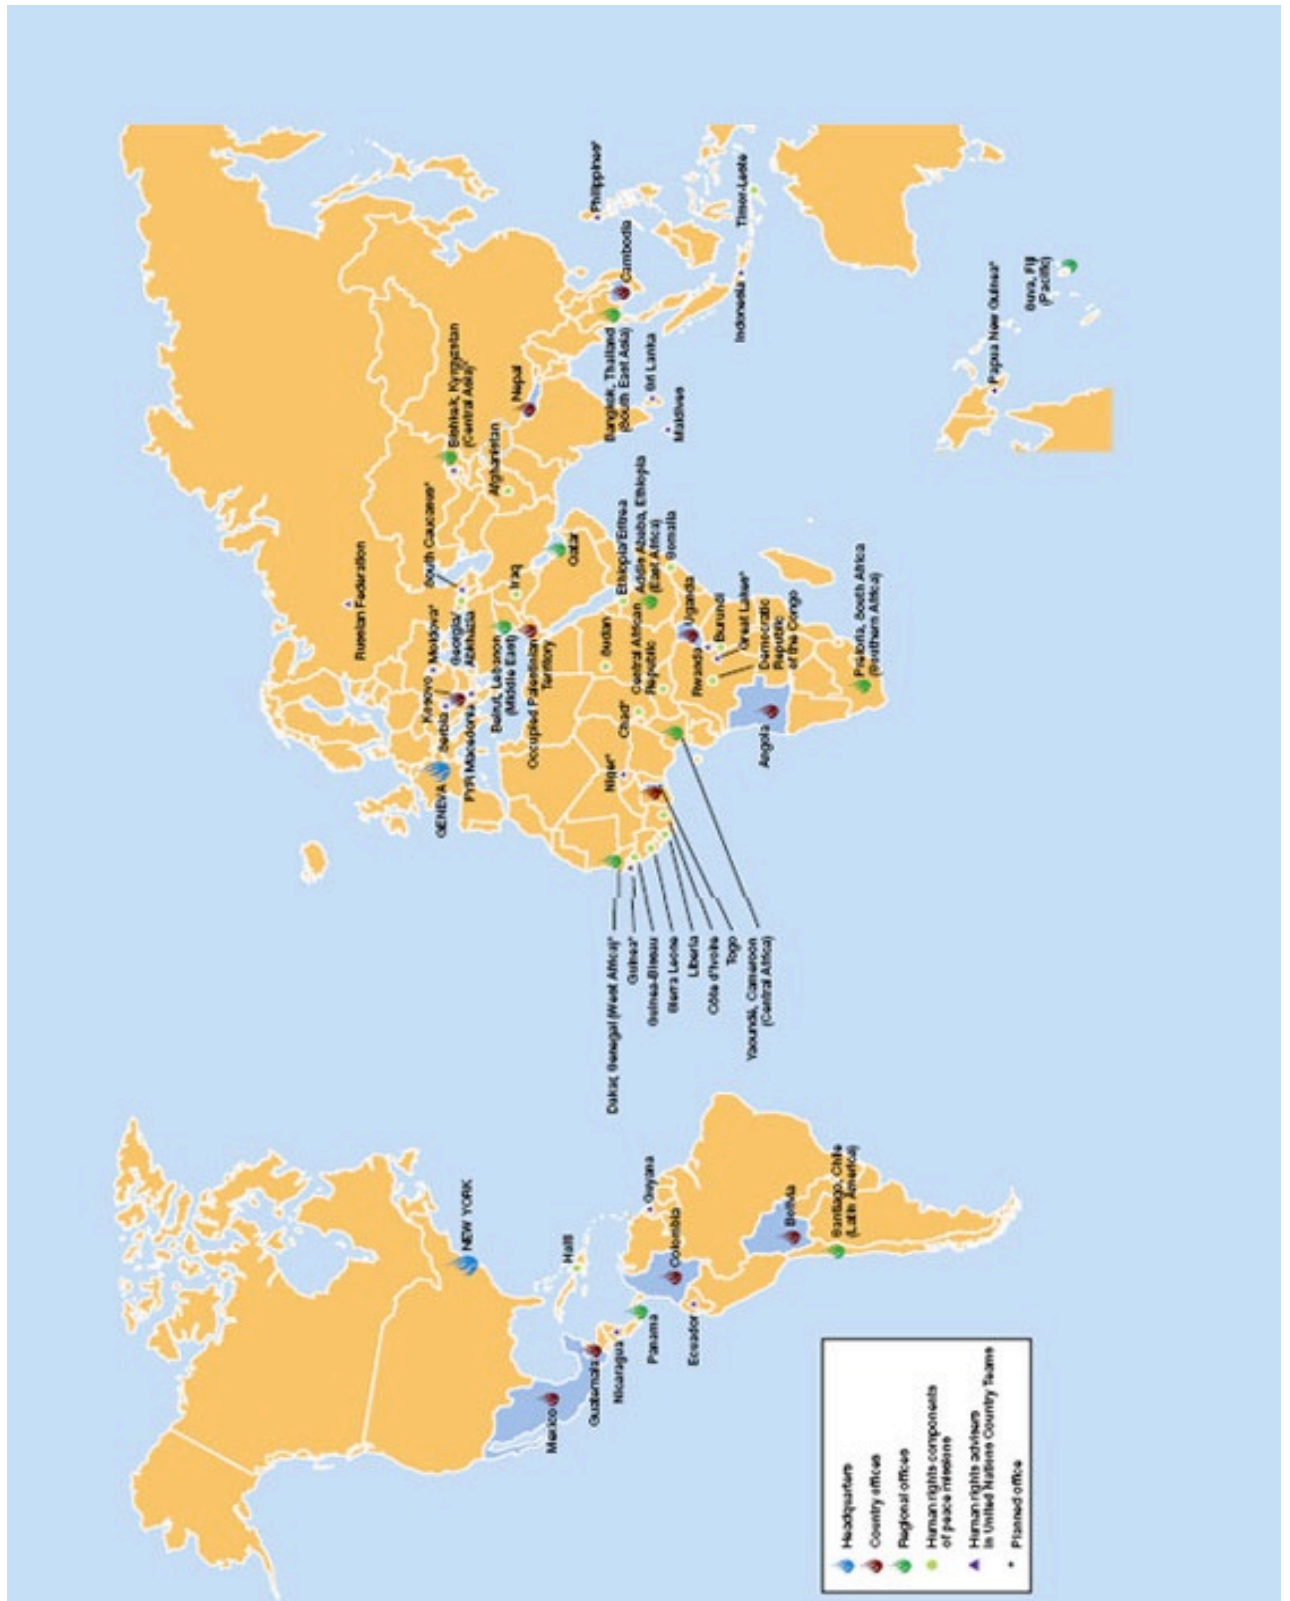 NEW YORK
Haiti
Mexico
Guatemala
Nicaragua
Panama
Ecuador
Colombia
Guyana
Bolivia
Santiago, Chile
(Latin America)
Russian Federation
GENEVA
Kosovo
Serbia
FYR Macedonia
Moldova*
Georgia/
Abkhazia
South Caucasus*
Beirut, Lebanon
(Middle East)
Occupied Palestinian
Territory
Iraq
Qatar
Bishkek, Kyrgyzstan
(Central Asia)*
Afghanistan
Nepal
Bangkok, Thailand
(South East Asia)
Cambodia
Philippines*
Sri Lanka
Maldives
Indonesia
Timor-Leste
Papua New Guinea*
Suva, Fiji
(Pacific)
Niger*
Chad*
Sudan
Central African
Republic
Ethiopia/Eritrea
Addis Ababa, Ethiopia
(East Africa)
Somalia
Uganda
Rwanda
Burundi
Great Lakes*
Democratic
Republic
of the Congo
Angola
Pretoria, South Africa
(Southern Africa)
Dakar, Senegal (West Africa)*
Guinea*
Guinea-Bissau
Sierra Leone
Liberia
Côte d'Ivoire
Togo
Yaoundé, Cameroon
(Central Africa)
Headquarters
Country offices
Regional offices
Human rights components
of peace missions
Human rights advisers
in United Nations Country Teams
* Planned office